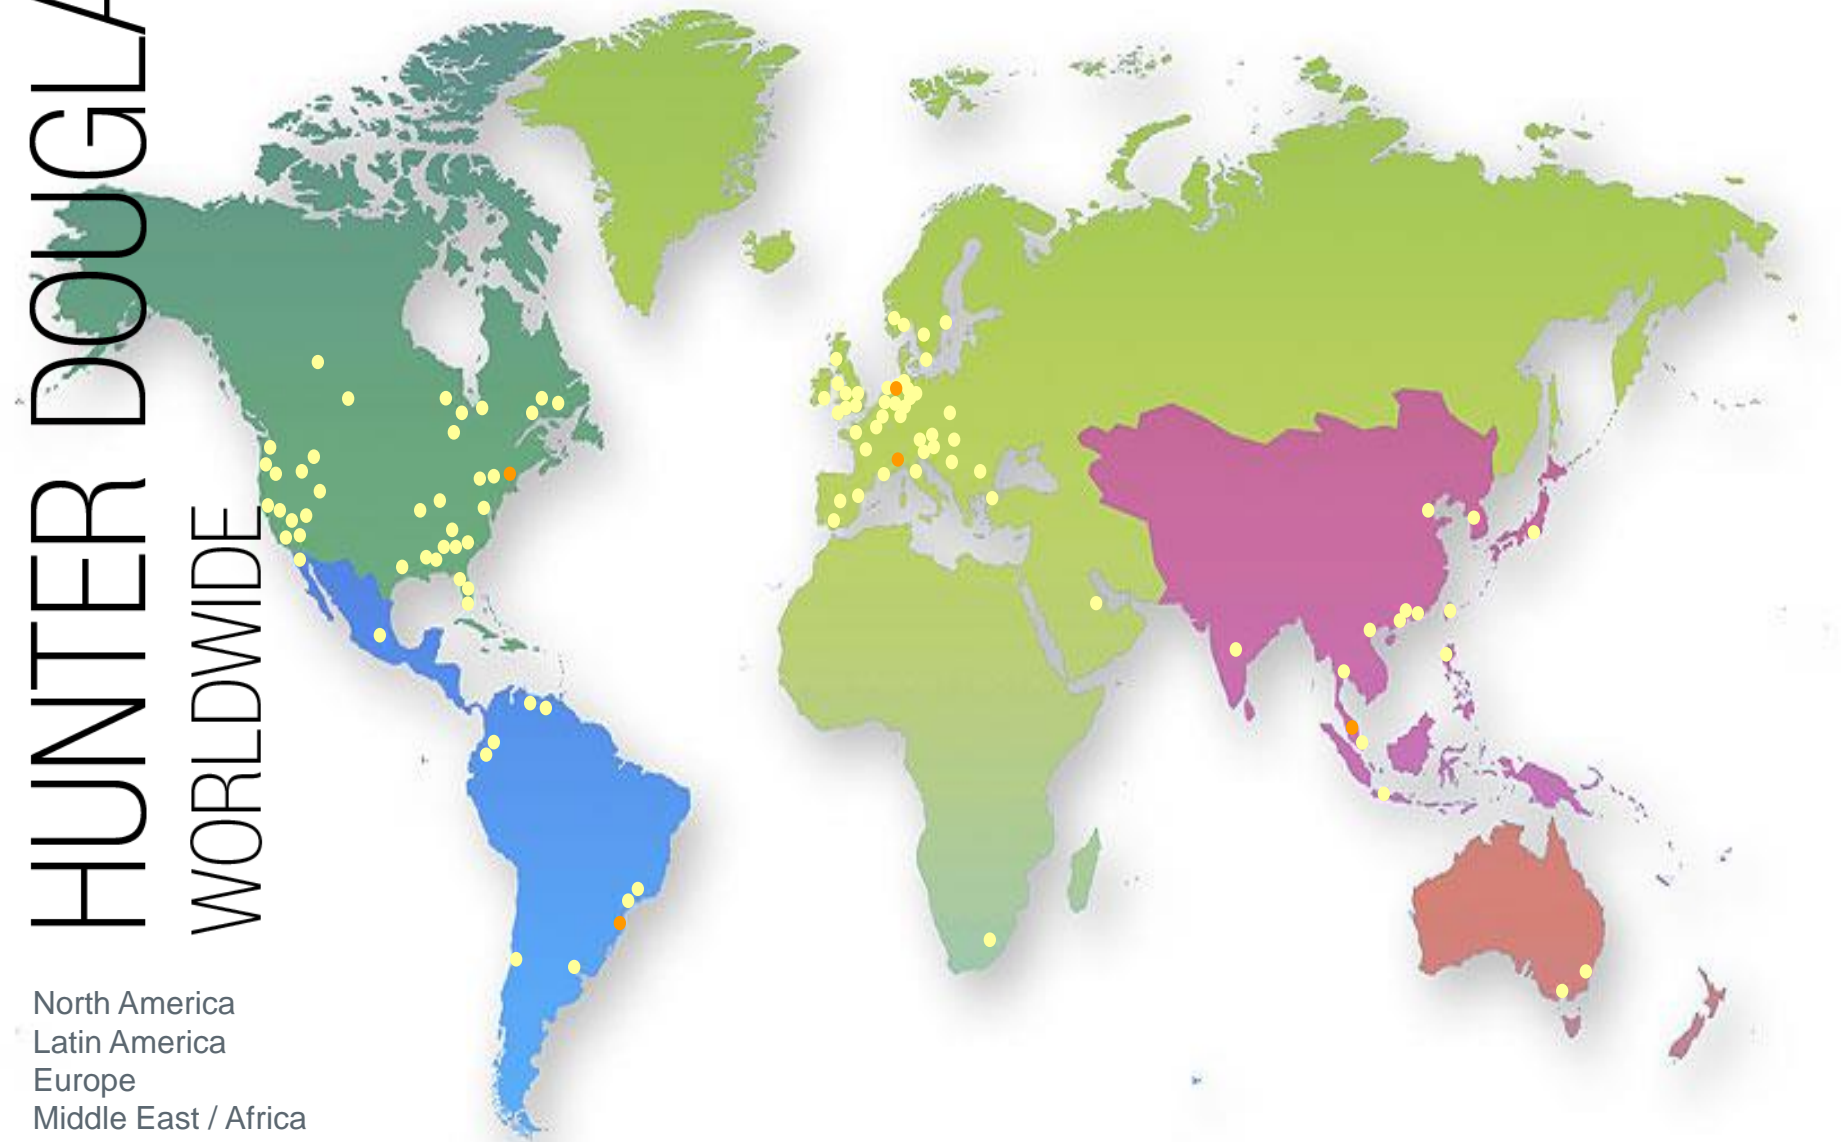 HUNTER DOUGLA
WORLDWIDE
North America
Latin America
Europe
Middle East / Africa